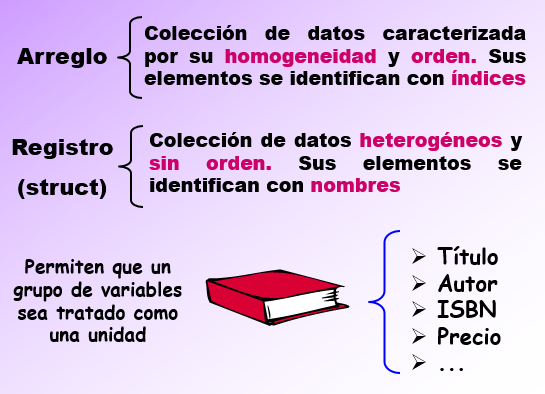 Arreglo
Colección de datos caracterizada
por su homogeneidad y orden. Sus
elementos se identifican con índices
Registro
(struct)
Colección de datos heterogéneos y
sin orden. Sus elementos se
identifican con nombres
Permiten que un
grupo de variables
sea tratado como
una unidad
Título
Autor
ISBN
Precio
...